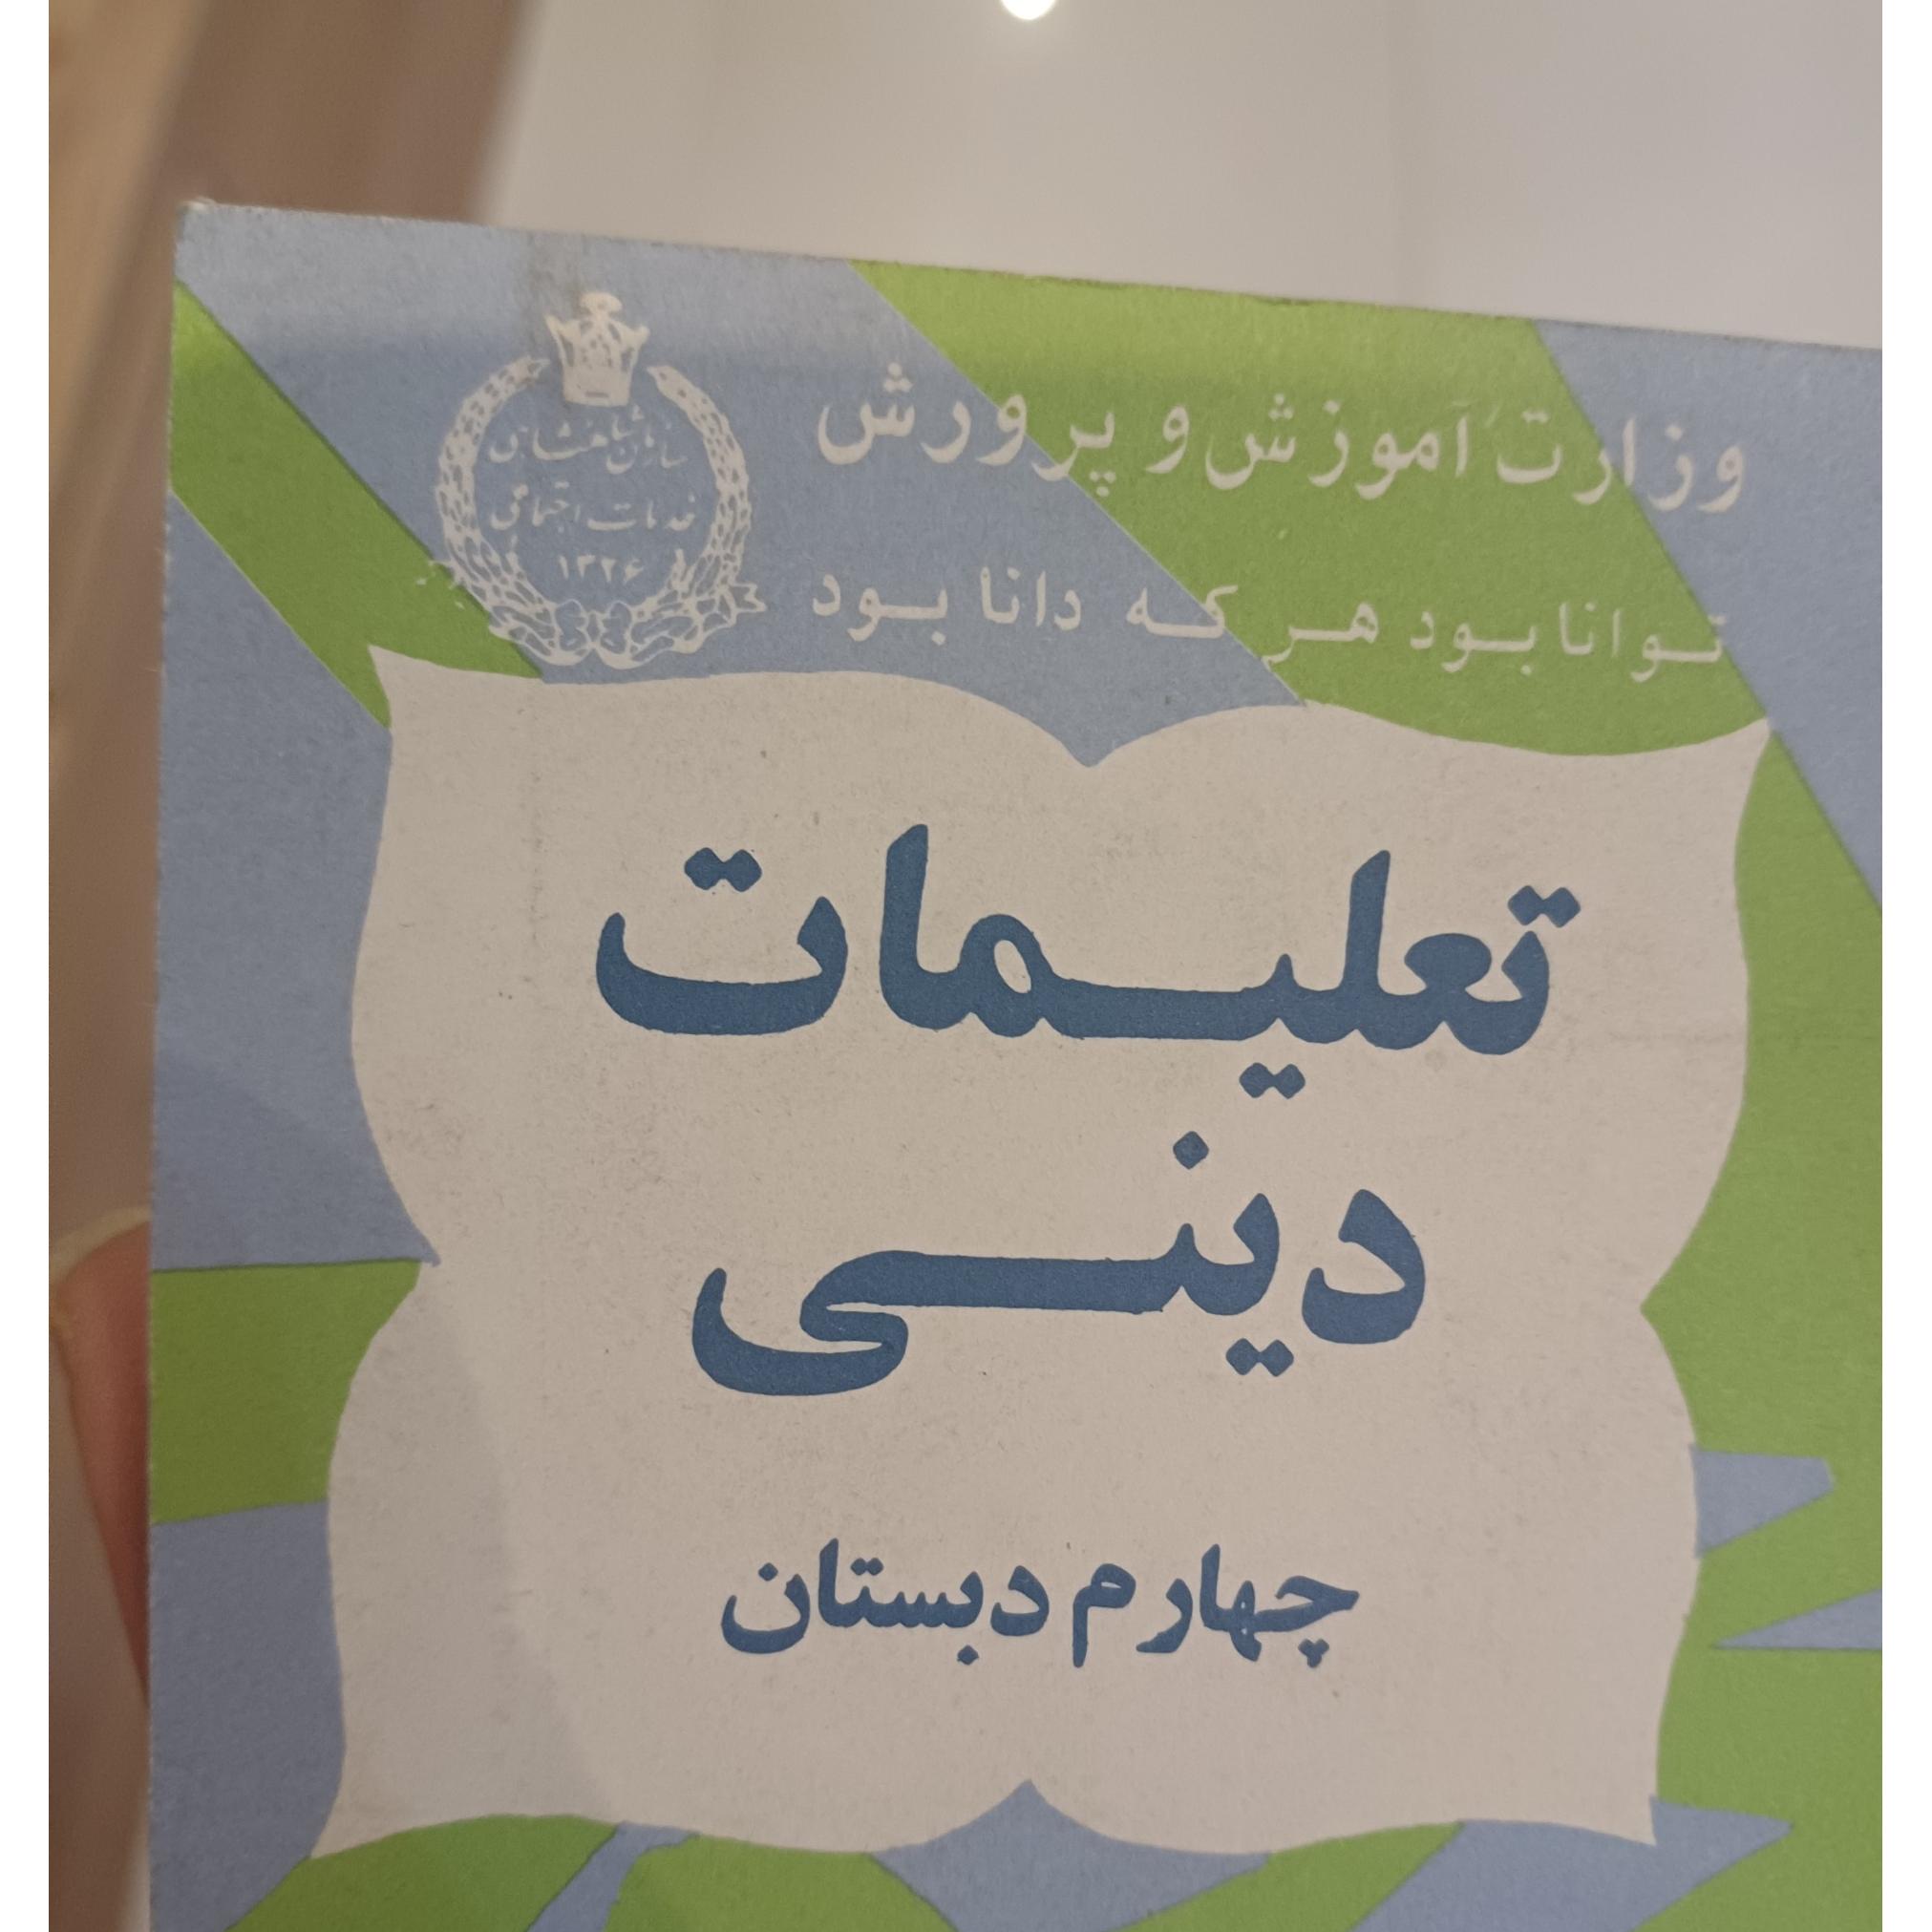 وزارت آموزش و پرورش
توانا بود هر که دانا بود
سازمان شاهنشاهی
خدمات اجتماعی
۱۳۲۶
تعلیمات
دینی
چهارم دبستان